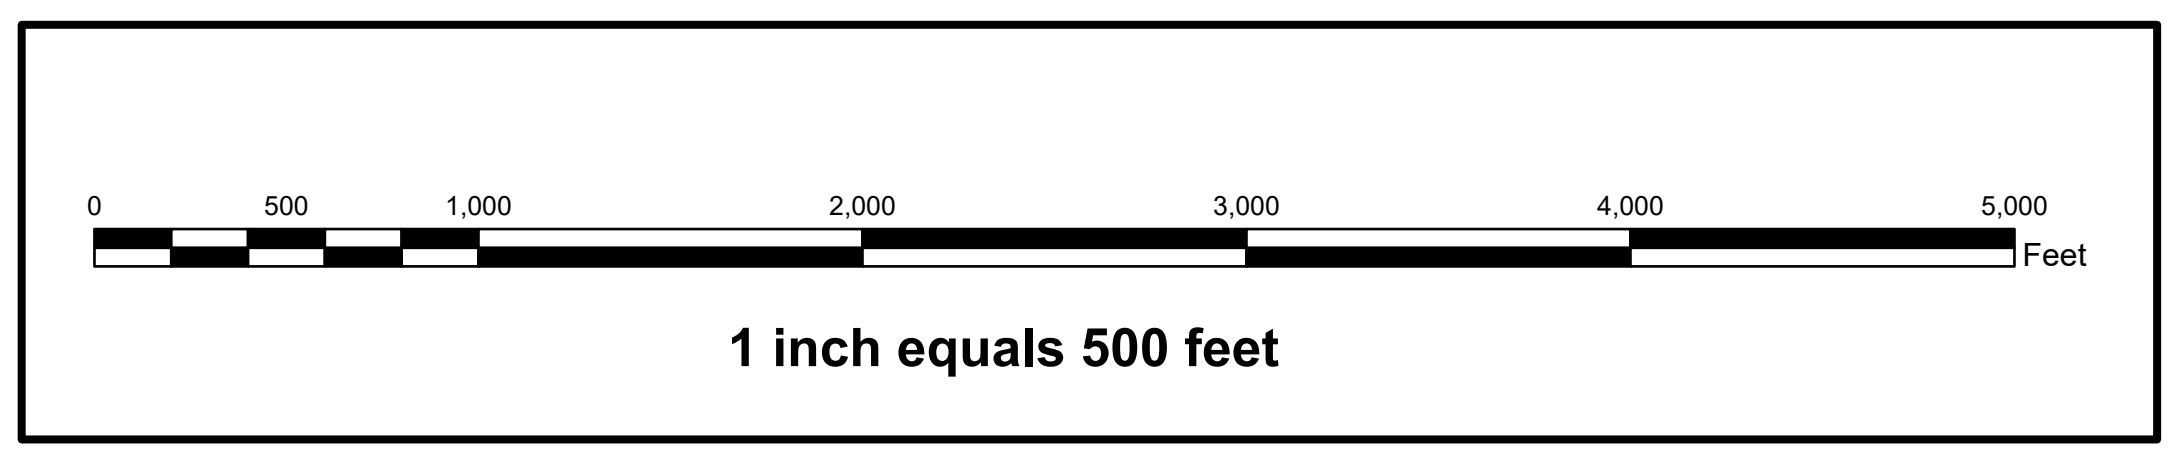 0 500 1,000 2,000 3,000 4,000 5,000
Feet
1 inch equals 500 feet